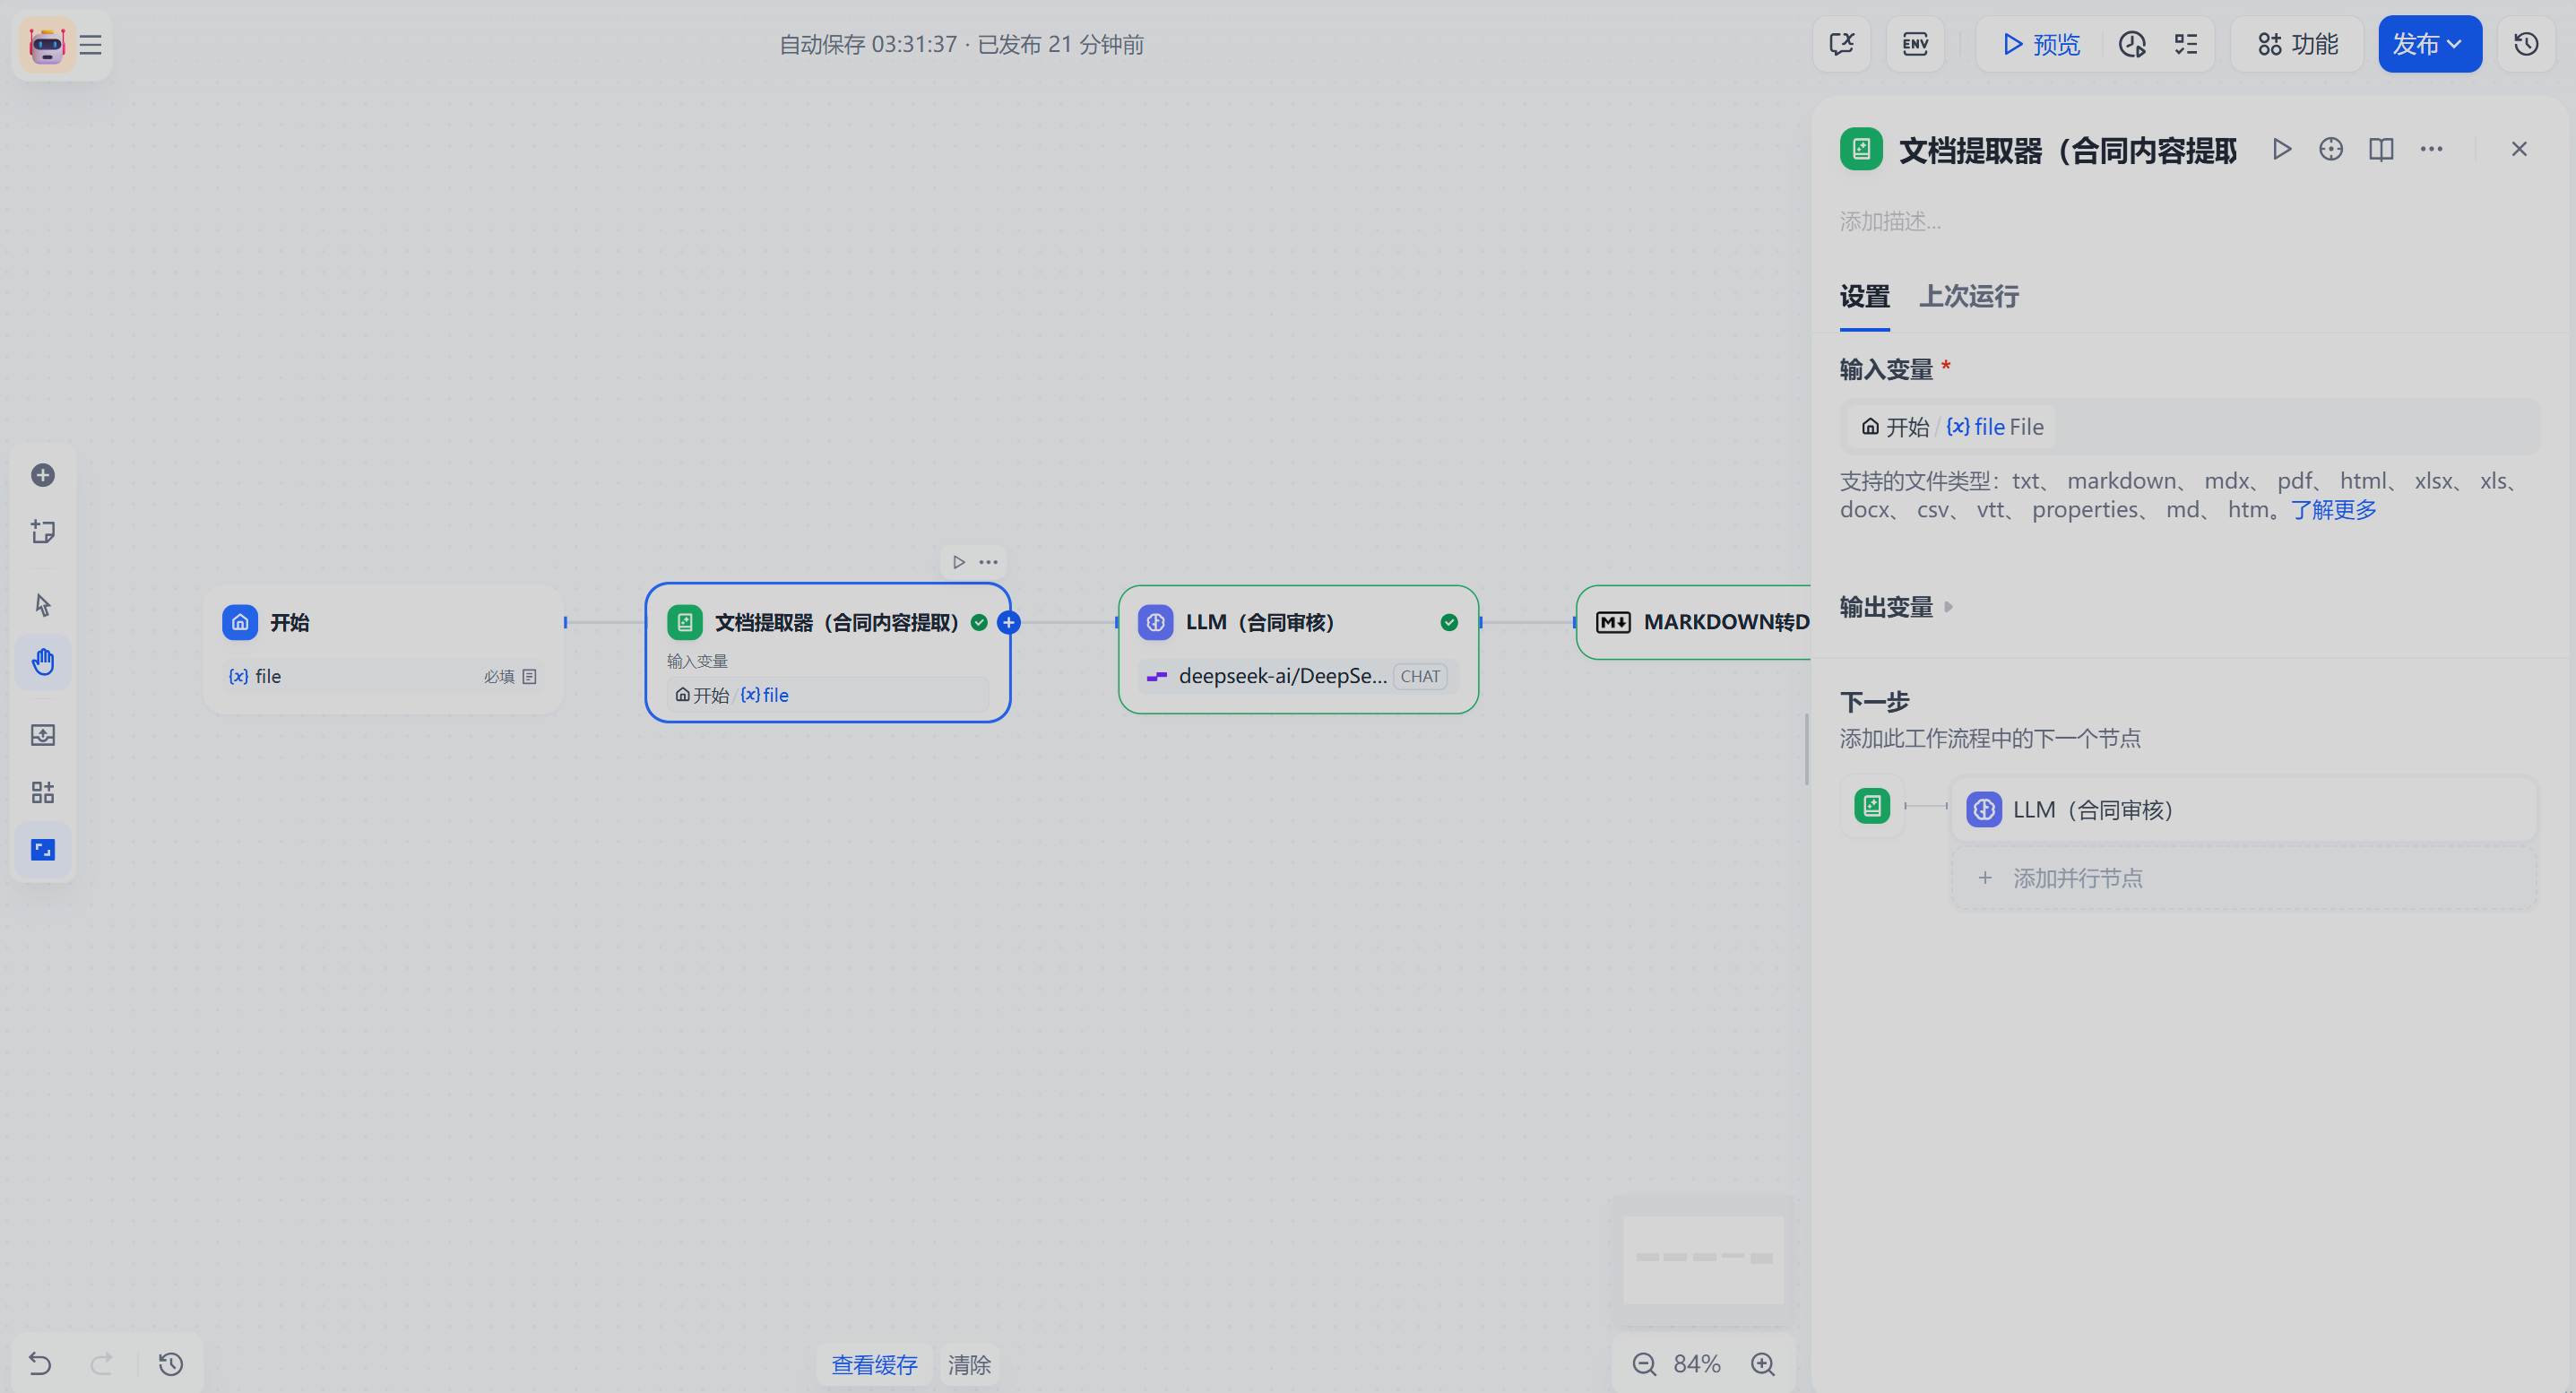 自动保存 03:31:37 · 已发布 21 分钟前
ENV
预览
功能
发布
开始
{x} file
必填
文档提取器（合同内容提取）
输入变量
开始 / {x} file
LLM（合同审核）
deepseek-ai/DeepSe...
CHAT
MARKDOWN转D
查看缓存
清除
84%
文档提取器（合同内容提取
添加描述...
设置
上次运行
输入变量 *
开始 / {x} file File
支持的文件类型：txt、 markdown、 mdx、 pdf、 html、 xlsx、 xls、
docx、 csv、 vtt、 properties、 md、 htm。了解更多
输出变量
下一步
添加此工作流程中的下一个节点
LLM（合同审核）
+ 添加并行节点